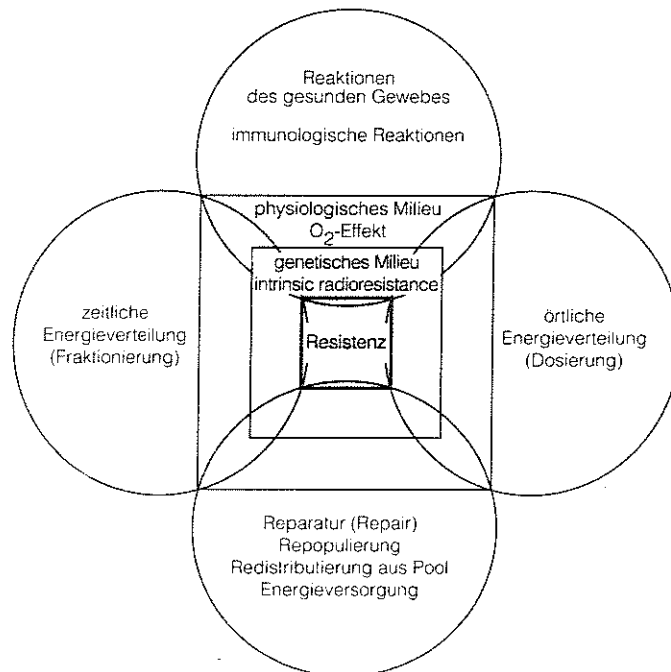 Reaktionen
des gesunden Gewebes
immunologische Reaktionen
physiologisches Milieu
O₂-Effekt
genetisches Milieu
intrinsic radioresistance
zeitliche
Energieverteilung
(Fraktionierung)
Resistenz
örtliche
Energieverteilung
(Dosierung)
Reparatur (Repair)
Repopulierung
Redistributierung aus Pool
Energieversorgung